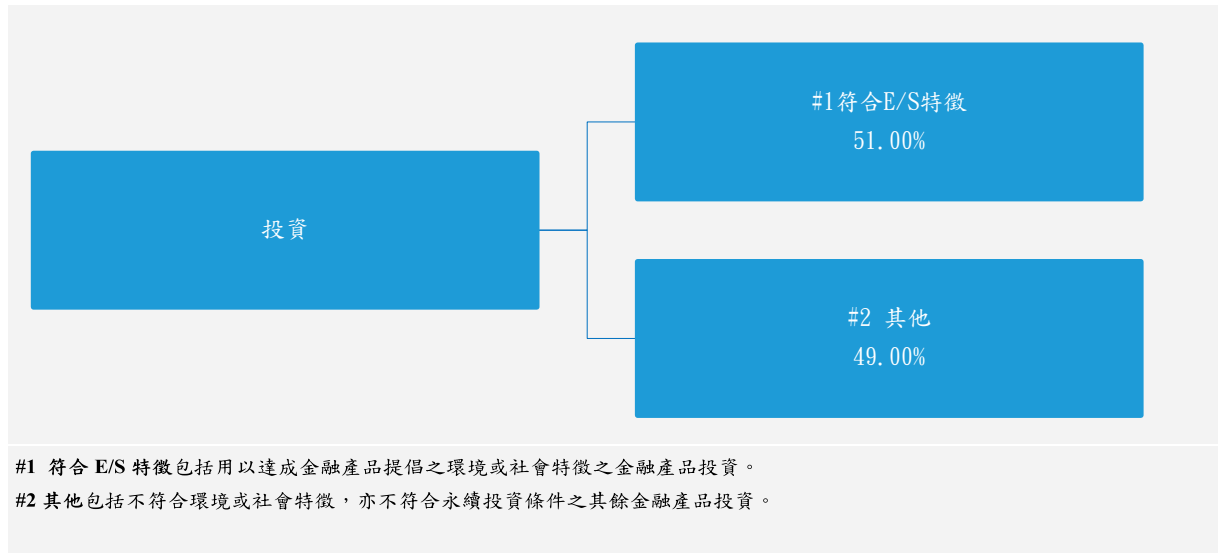 投資
#1符合E/S特徵
51.00%
#2 其他
49.00%
#1 符合 E/S 特徵包括用以達成金融產品提倡之環境或社會特徵之金融產品投資。
#2 其他包括不符合環境或社會特徵，亦不符合永續投資條件之其餘金融產品投資。